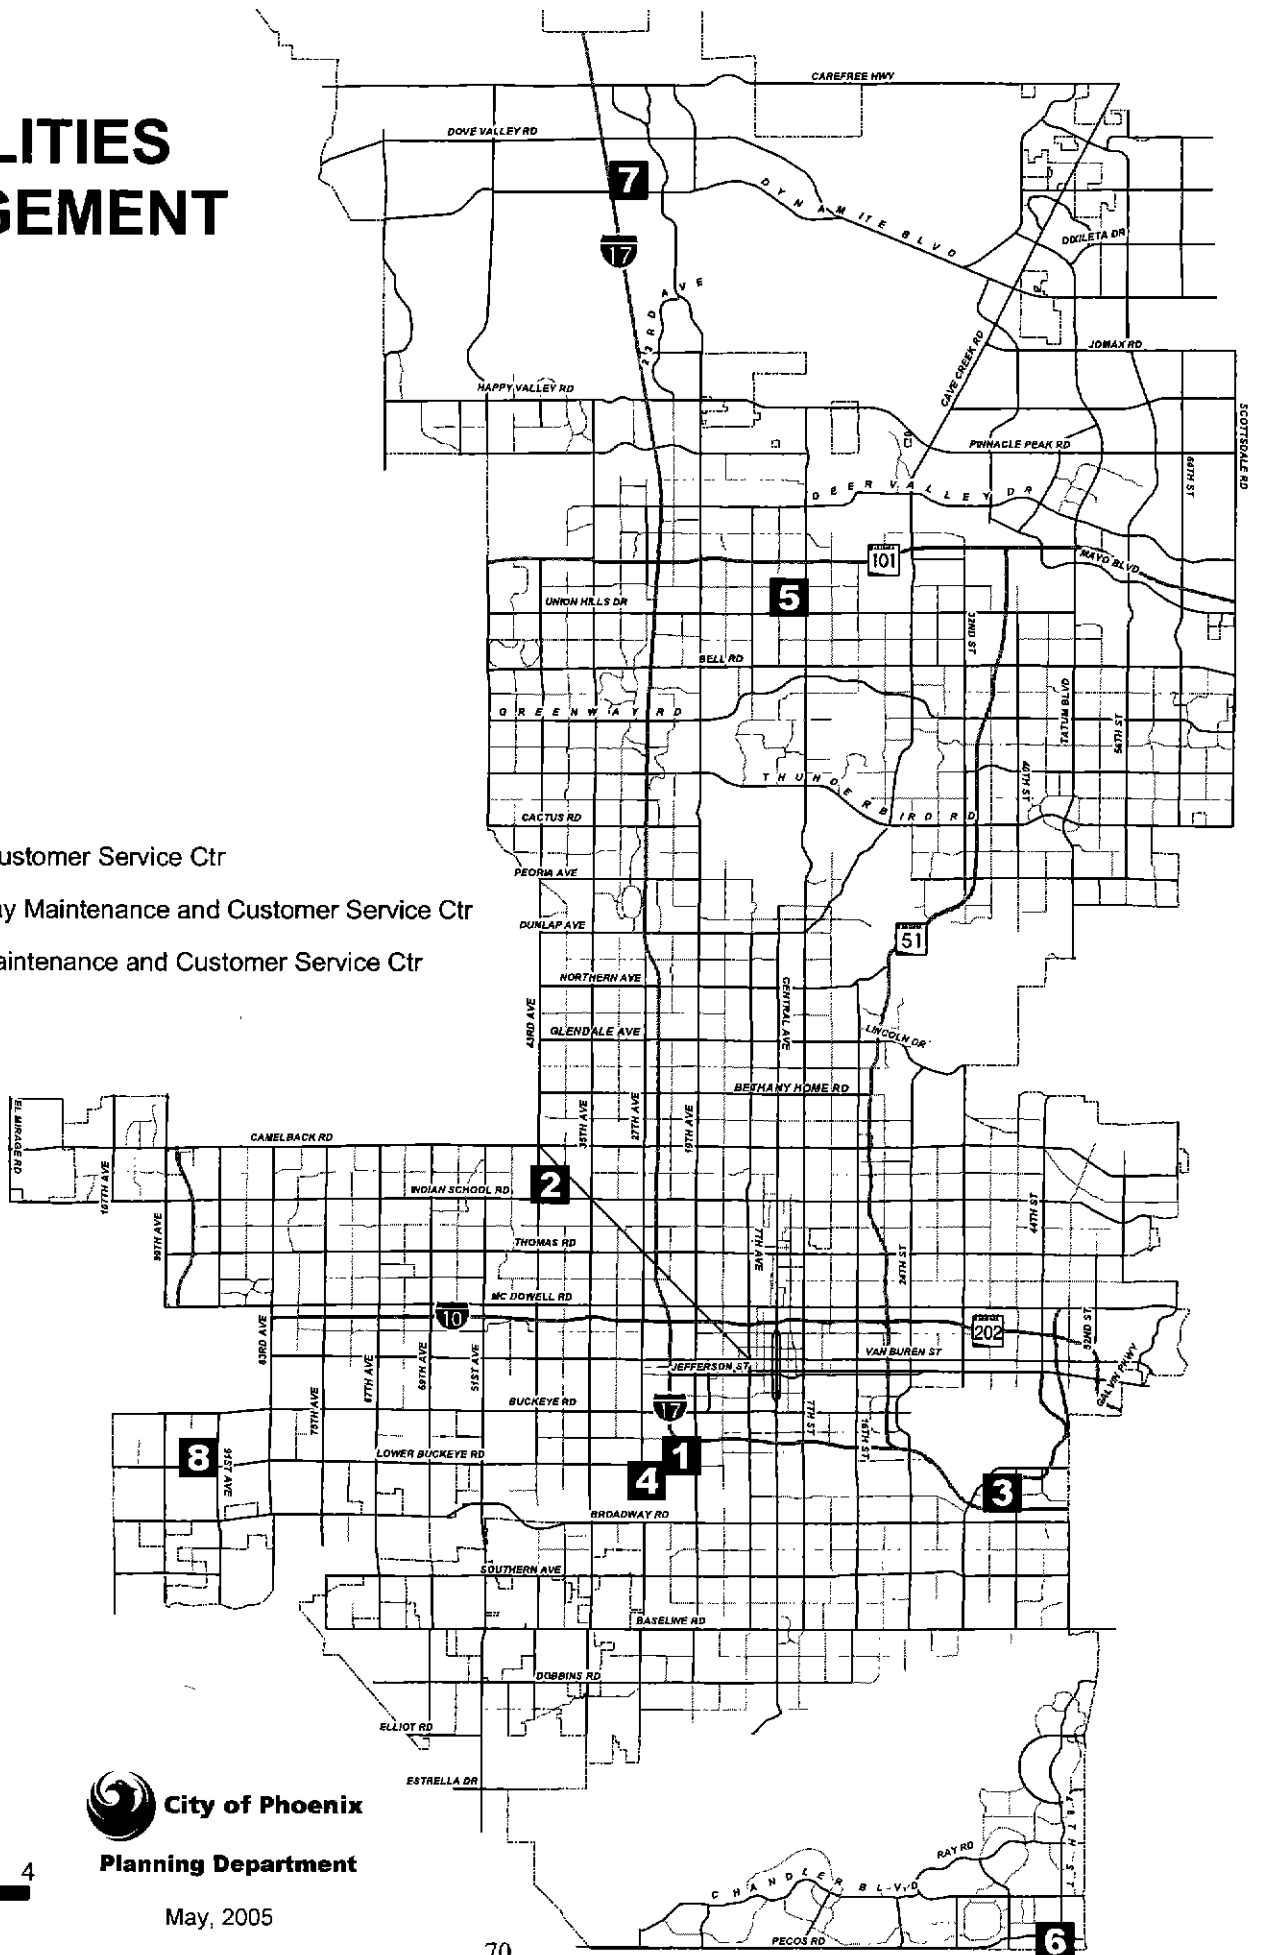 CAREFREE HWY
LITIES
DOVE VALLEY RD
GEMENT
7
DYNAMITE BLVD
DIXILETA DR
17
23RD AVE
JOMAX RD
CAVE CREEK RD
HAPPY VALLEY RD
SCOTTSDALE RD
PINNACLE PEAK RD
64TH ST
DEER VALLEY DR
101
MAYO BLVD
5
UNION HILLS DR
32ND ST
BELL RD
GREENWAY RD
TATUM BLVD
56TH ST
THUNDERBIRD RD
40TH ST
CACTUS RD
ustomer Service Ctr
PEORIA AVE
y Maintenance and Customer Service Ctr
DUNLAP AVE
51
aintenance and Customer Service Ctr
NORTHERN AVE
CENTRAL AVE
43RD AVE
GLENDALE AVE
LINCOLN DR
BETHANY HOME RD
EL MIRAGE RD
35TH AVE
27TH AVE
19TH AVE
CAMELBACK RD
107TH AVE
2
INDIAN SCHOOL RD
44TH ST
99TH AVE
THOMAS RD
7TH AVE
24TH ST
MC DOWELL RD
10
202
52ND ST
83RD AVE
VAN BUREN ST
JEFFERSON ST
67TH AVE
59TH AVE
51ST AVE
GALVIN PKWY
75TH AVE
BUCKEYE RD
17
7TH ST
16TH ST
8
91ST AVE
LOWER BUCKEYE RD
1
4
3
BROADWAY RD
SOUTHERN AVE
BASELINE RD
DOBBINS RD
ELLIOT RD
ESTRELLA DR
City of Phoenix
48TH ST
Planning Department
RAY RD
4
CHANDLER BLVD
May, 2005
PECOS RD
6
70